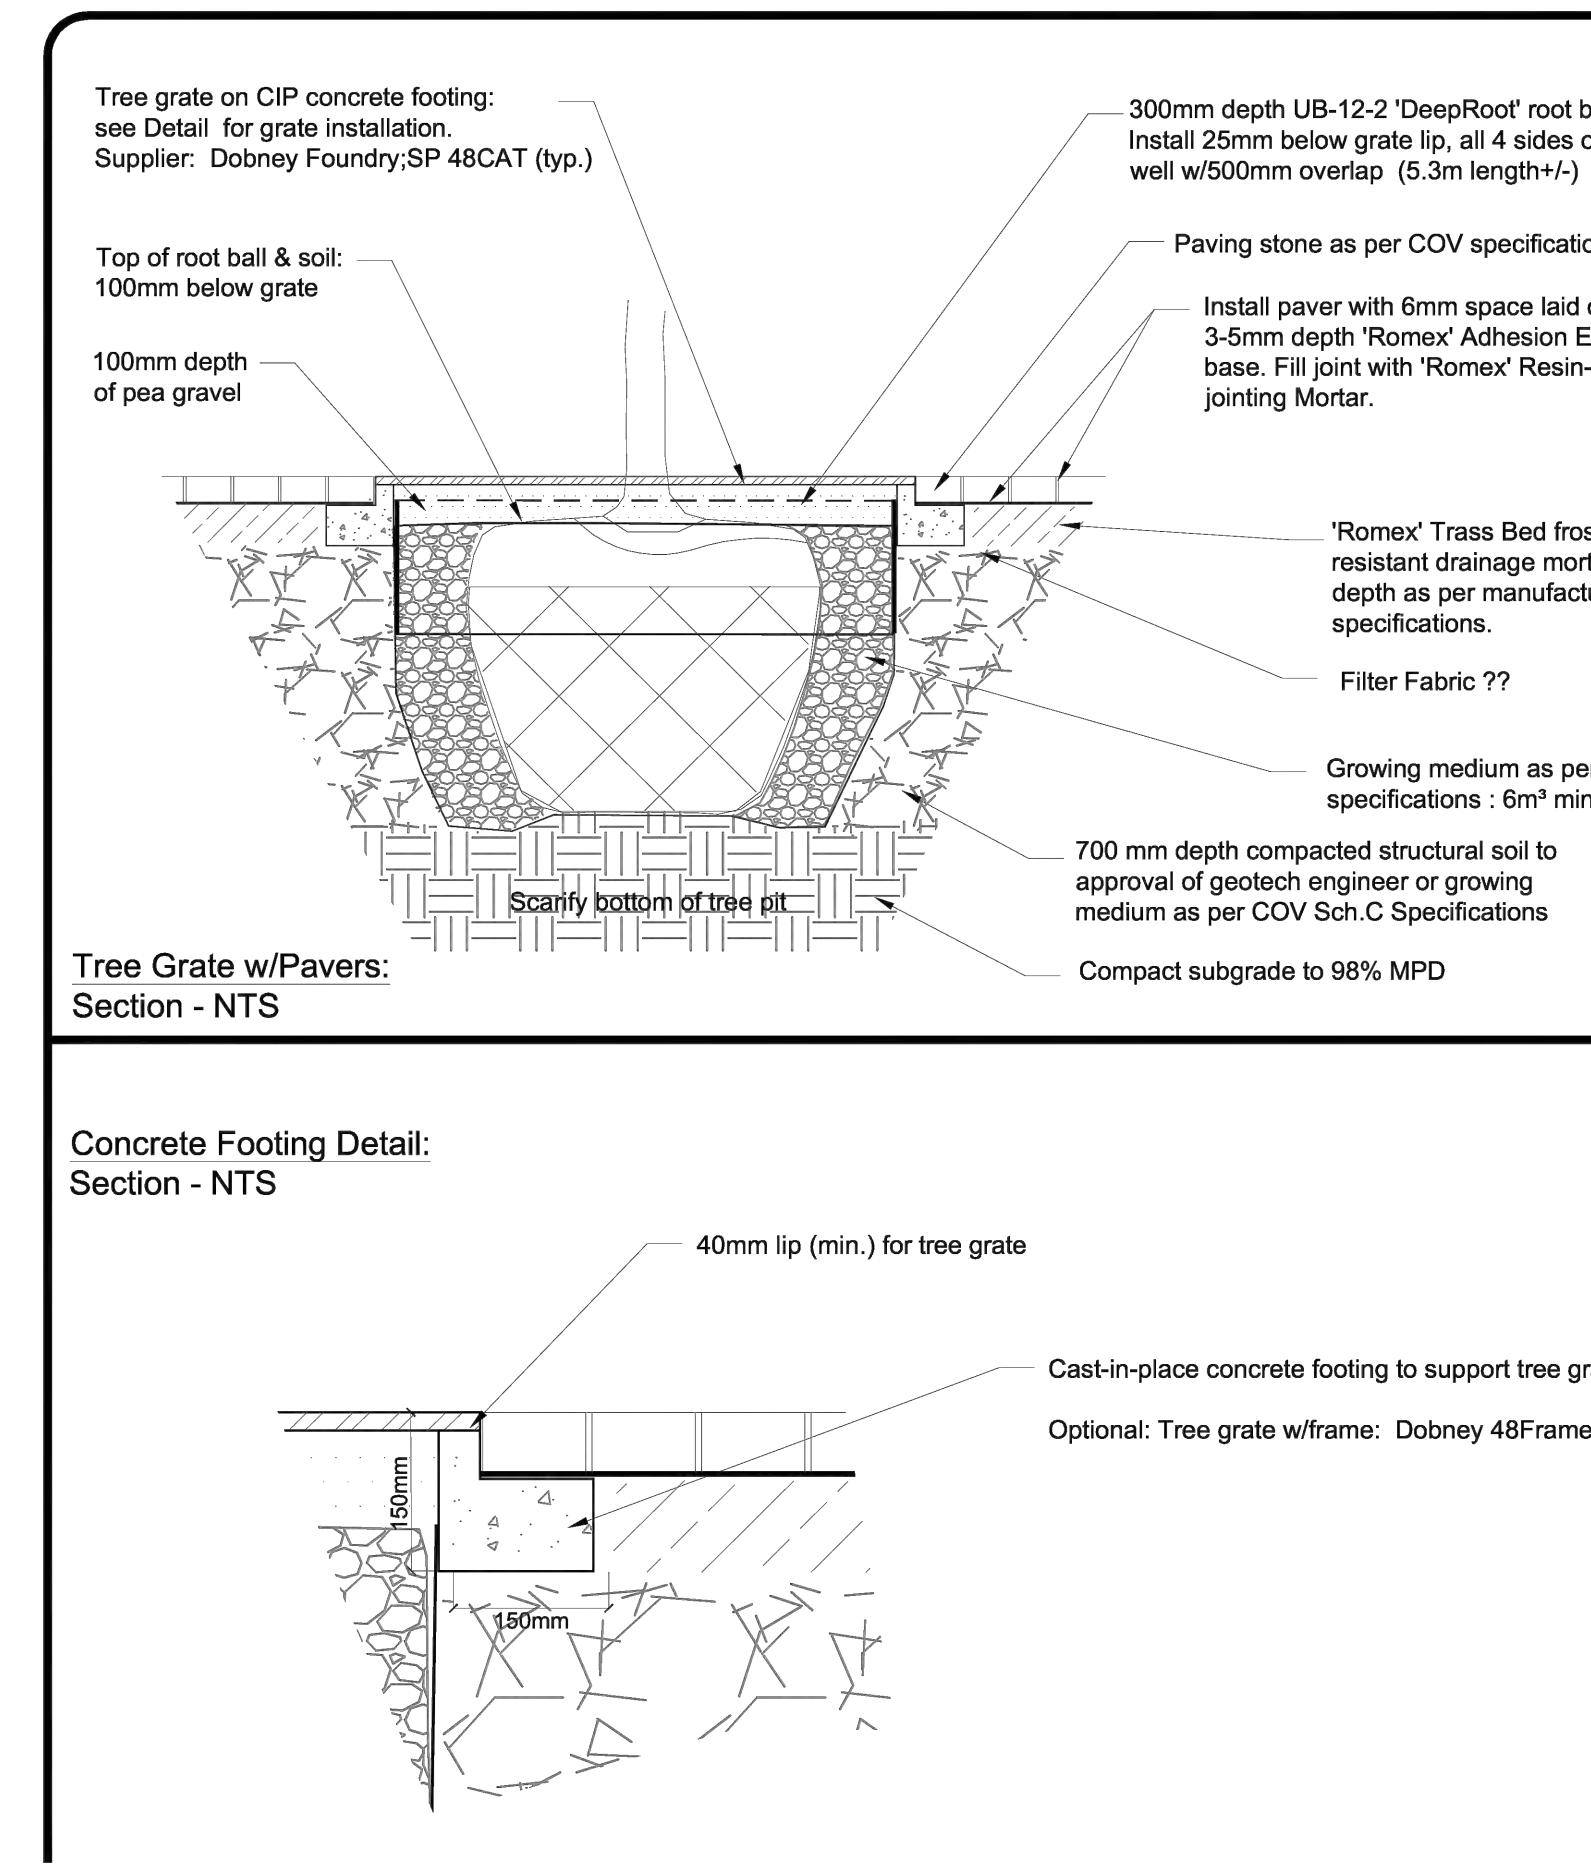 Tree grate on CIP concrete footing:
see Detail  for grate installation.
Supplier:  Dobney Foundry;SP 48CAT (typ.)
300mm depth UB-12-2 'DeepRoot' root
Install 25mm below grate lip, all 4 sides
well w/500mm overlap  (5.3m length+/-)
Top of root ball & soil:
100mm below grate
Paving stone as per COV
100mm depth
of pea gravel
Install paver with 6mm space laid
3-5mm depth 'Romex' Adhesion
base. Fill joint with 'Romex' Resin-
jointing Mortar.
'Romex' Trass Bed
resistant drainage
depth as per
specifications.
Filter Fabric ??
Growing medium as
specifications : 6m³ min
700 mm depth compacted structural soil to
approval of geotech engineer or growing
medium as per COV Sch.C Specifications
Scarify bottom of tree pit
Compact subgrade to 98% MPD
Tree Grate w/Pavers:
Section - NTS
Concrete Footing Detail:
Section - NTS
40mm lip (min.) for tree grate
Cast-in-place concrete footing to support tree
Optional: Tree grate w/frame:  Dobney 48Frame
150mm
150mm